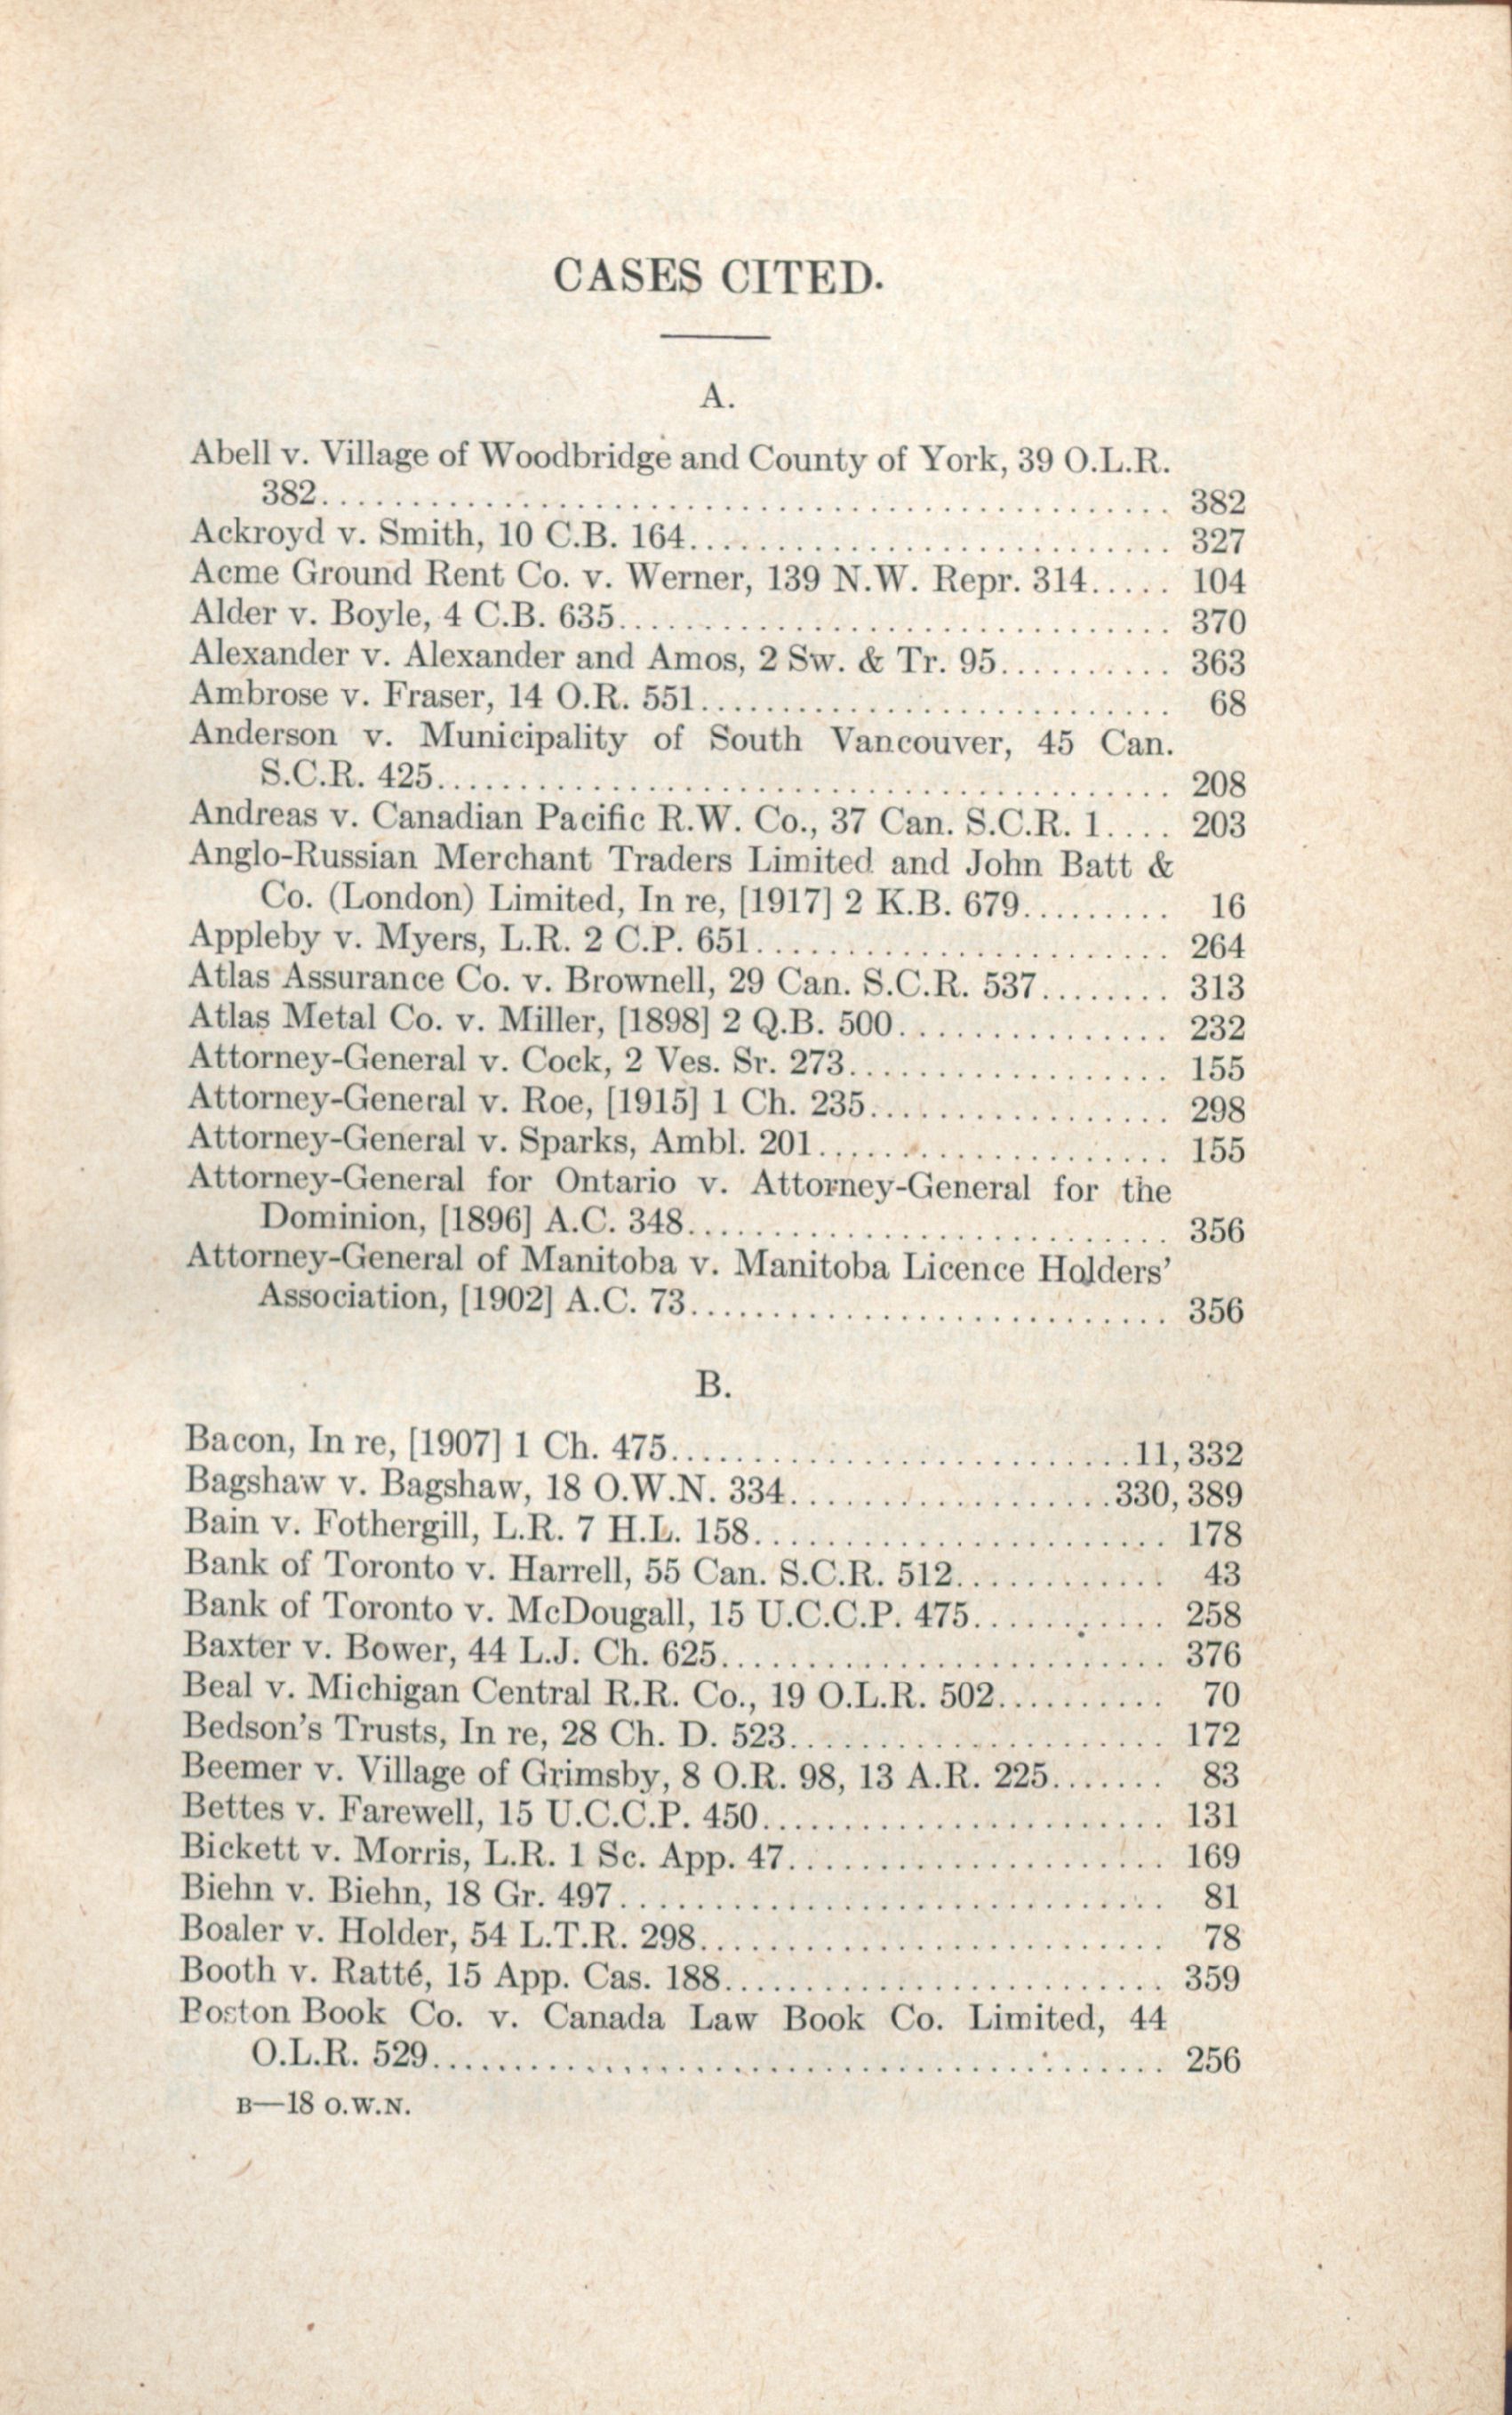 CASES CITED.
A.
Abell v. Village of Woodbridge and County of York, 39 O.L.R.
382.................................................. 382
Ackroyd v. Smith, 10 C.B. 164........................... 327
Acme Ground Rent Co. v. Werner, 139 N.W. Repr. 314..... 104
Alder v. Boyle, 4 C.B. 635............................... 370
Alexander v. Alexander and Amos, 2 Sw. & Tr. 95.......... 363
Ambrose v. Fraser, 14 O.R. 551.......................... 68
Anderson v. Municipality of South Vancouver, 45 Can.
S.C.R. 425........................................ 208
Andreas v. Canadian Pacific R.W. Co., 37 Can. S.C.R. 1.... 203
Anglo-Russian Merchant Traders Limited and John Batt &
Co. (London) Limited, In re, [1917] 2 K.B. 679......... 16
Appleby v. Myers, L.R. 2 C.P. 651....................... 264
Atlas Assurance Co. v. Brownell, 29 Can. S.C.R. 537........ 313
Atlas Metal Co. v. Miller, [1898] 2 Q.B. 500............... 232
Attorney-General v. Cock, 2 Ves. Sr. 273.................. 155
Attorney-General v. Roe, [1915] 1 Ch. 235................. 298
Attorney-General v. Sparks, Ambl. 201.................... 155
Attorney-General for Ontario v. Attorney-General for the
Dominion, [1896] A.C. 348........................... 356
Attorney-General of Manitoba v. Manitoba Licence Holders'
Association, [1902] A.C. 73........................... 356
B.
Bacon, In re, [1907] 1 Ch. 475..........................11, 332
Bagshaw v. Bagshaw, 18 O.W.N. 334..................330, 389
Bain v. Fothergill, L.R. 7 H.L. 158....................... 178
Bank of Toronto v. Harrell, 55 Can. S.C.R. 512............ 43
Bank of Toronto v. McDougall, 15 U.C.C.P. 475........... 258
Baxter v. Bower, 44 L.J. Ch. 625......................... 376
Beal v. Michigan Central R.R. Co., 19 O.L.R. 502.......... 70
Bedson's Trusts, In re, 28 Ch. D. 523..................... 172
Beemer v. Village of Grimsby, 8 O.R. 98, 13 A.R. 225....... 83
Bettes v. Farewell, 15 U.C.C.P. 450....................... 131
Bickett v. Morris, L.R. 1 Sc. App. 47..................... 169
Biehn v. Biehn, 18 Gr. 497.............................. 81
Boaler v. Holder, 54 L.T.R. 298.......................... 78
Booth v. Ratté, 15 App. Cas. 188......................... 359
Boston Book Co. v. Canada Law Book Co. Limited, 44
O.L.R. 529......................................... 256
B—18 O.W.N.